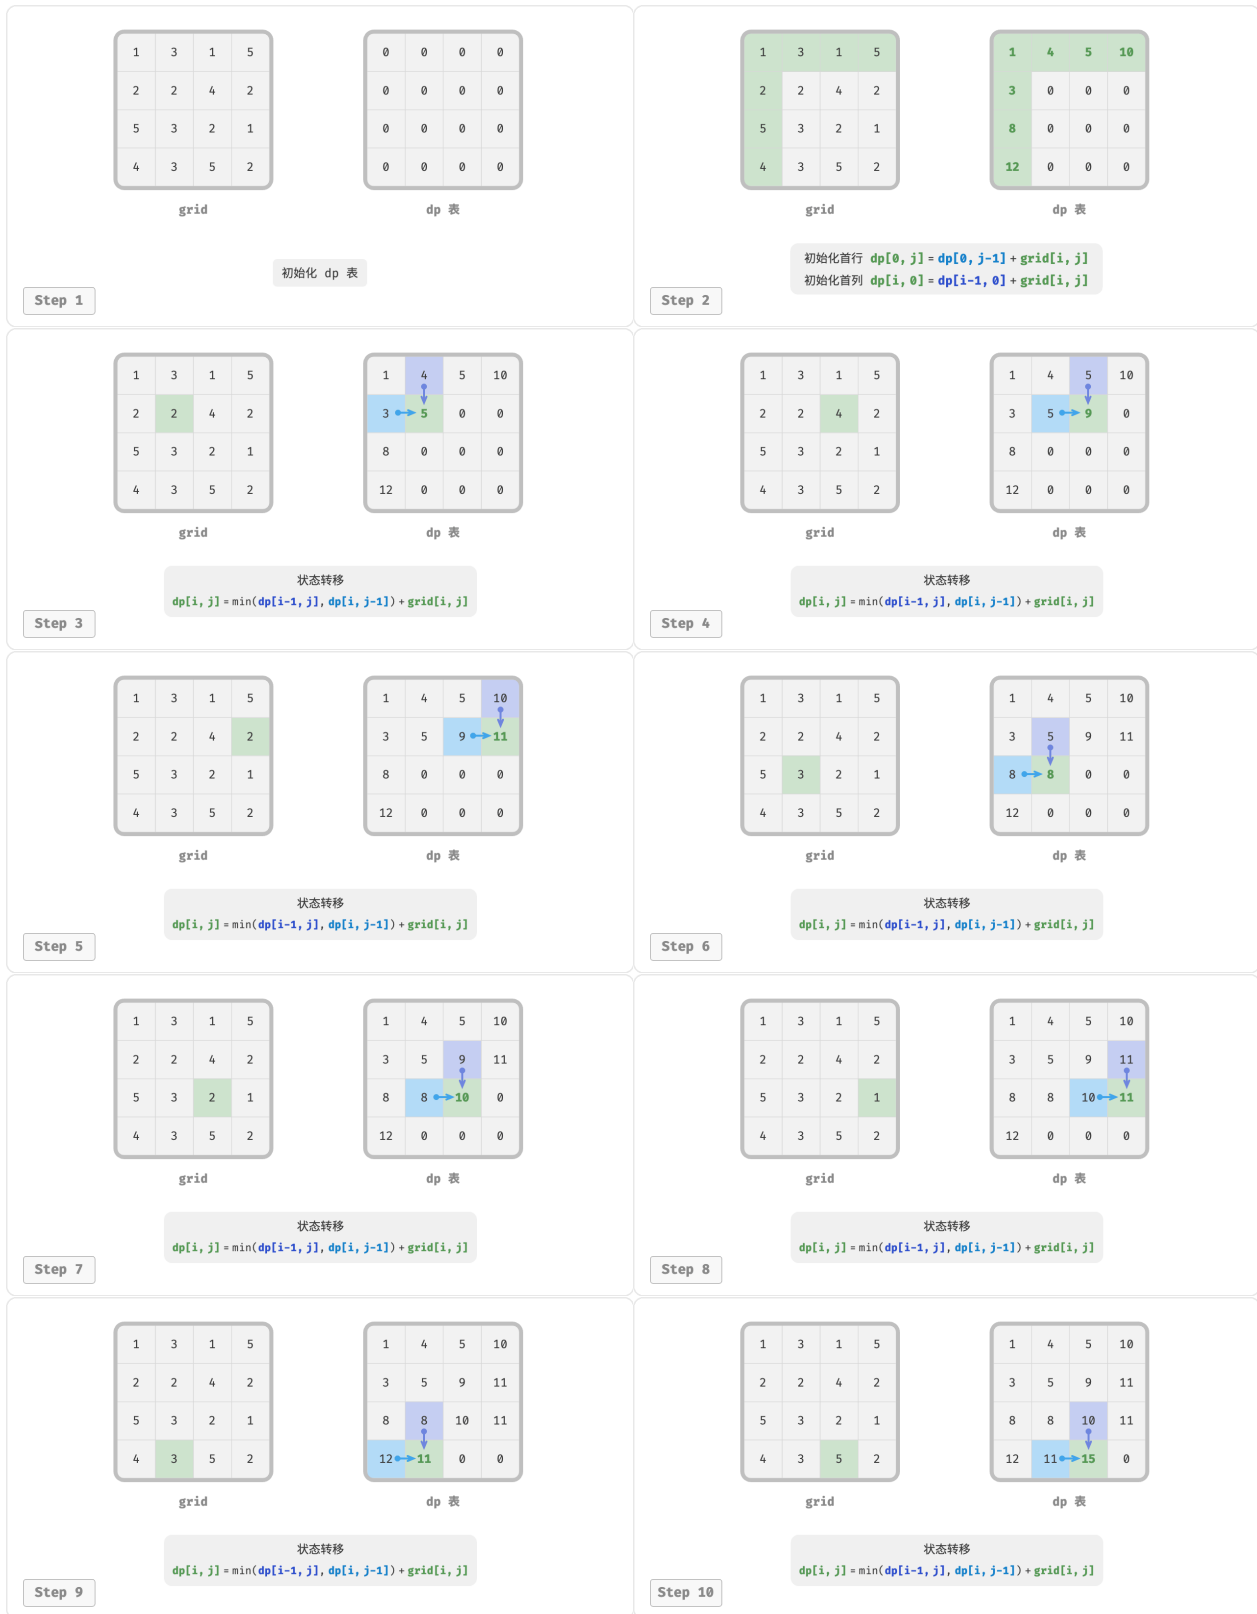 1 3 1 5
2 2 4 2
5 3 2 1
4 3 5 2
grid
0 0 0 0
0 0 0 0
0 0 0 0
0 0 0 0
dp 表
初始化 dp 表
Step 1
1 3 1 5
2 2 4 2
5 3 2 1
4 3 5 2
grid
1 4 5 10
3 0 0 0
8 0 0 0
12 0 0 0
dp 表
初始化首行 dp[0, j] = dp[0, j-1] + grid[i, j]
初始化首列 dp[i, 0] = dp[i-1, 0] + grid[i, j]
Step 2
1 3 1 5
2 2 4 2
5 3 2 1
4 3 5 2
grid
1 4 5 10
3 5 0 0
8 0 0 0
12 0 0 0
dp 表
状态转移
dp[i, j] = min(dp[i-1, j], dp[i, j-1]) + grid[i, j]
Step 3
1 3 1 5
2 2 4 2
5 3 2 1
4 3 5 2
grid
1 4 5 10
3 5 9 0
8 0 0 0
12 0 0 0
dp 表
状态转移
dp[i, j] = min(dp[i-1, j], dp[i, j-1]) + grid[i, j]
Step 4
1 3 1 5
2 2 4 2
5 3 2 1
4 3 5 2
grid
1 4 5 10
3 5 9 11
8 0 0 0
12 0 0 0
dp 表
状态转移
dp[i, j] = min(dp[i-1, j], dp[i, j-1]) + grid[i, j]
Step 5
1 3 1 5
2 2 4 2
5 3 2 1
4 3 5 2
grid
1 4 5 10
3 5 9 11
8 8 0 0
12 0 0 0
dp 表
状态转移
dp[i, j] = min(dp[i-1, j], dp[i, j-1]) + grid[i, j]
Step 6
1 3 1 5
2 2 4 2
5 3 2 1
4 3 5 2
grid
1 4 5 10
3 5 9 11
8 8 10 0
12 0 0 0
dp 表
状态转移
dp[i, j] = min(dp[i-1, j], dp[i, j-1]) + grid[i, j]
Step 7
1 3 1 5
2 2 4 2
5 3 2 1
4 3 5 2
grid
1 4 5 10
3 5 9 11
8 8 10 11
12 0 0 0
dp 表
状态转移
dp[i, j] = min(dp[i-1, j], dp[i, j-1]) + grid[i, j]
Step 8
1 3 1 5
2 2 4 2
5 3 2 1
4 3 5 2
grid
1 4 5 10
3 5 9 11
8 8 10 11
12 11 0 0
dp 表
状态转移
dp[i, j] = min(dp[i-1, j], dp[i, j-1]) + grid[i, j]
Step 9
1 3 1 5
2 2 4 2
5 3 2 1
4 3 5 2
grid
1 4 5 10
3 5 9 11
8 8 10 11
12 11 15 0
dp 表
状态转移
dp[i, j] = min(dp[i-1, j], dp[i, j-1]) + grid[i, j]
Step 10